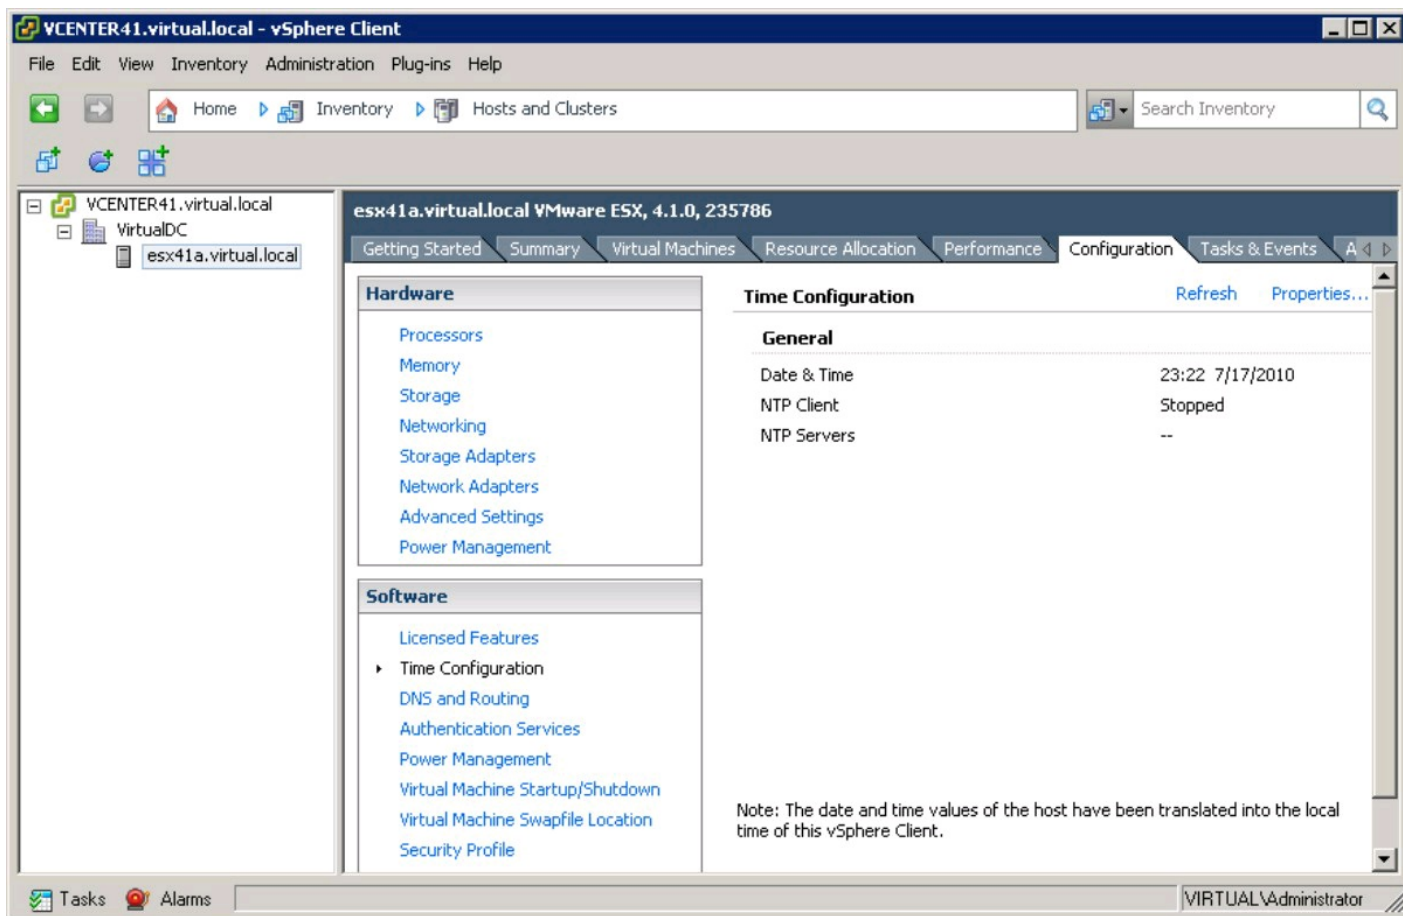 VCENTER41.virtual.local - vSphere Client
File Edit View Inventory Administration Plug-ins Help
Home Inventory Hosts and Clusters Search Inventory
VCENTER41.virtual.local
VirtualDC
esx41a.virtual.local
esx41a.virtual.local VMware ESX, 4.1.0, 235786
Getting Started Summary Virtual Machines Resource Allocation Performance Configuration Tasks & Events A
Hardware
Processors
Memory
Storage
Networking
Storage Adapters
Network Adapters
Advanced Settings
Power Management
Software
Licensed Features
Time Configuration
DNS and Routing
Authentication Services
Power Management
Virtual Machine Startup/Shutdown
Virtual Machine Swapfile Location
Security Profile
Time Configuration Refresh Properties...
General
Date & Time 23:22 7/17/2010
NTP Client Stopped
NTP Servers --
Note: The date and time values of the host have been translated into the local
time of this vSphere Client.
Tasks Alarms VIRTUAL\Administrator